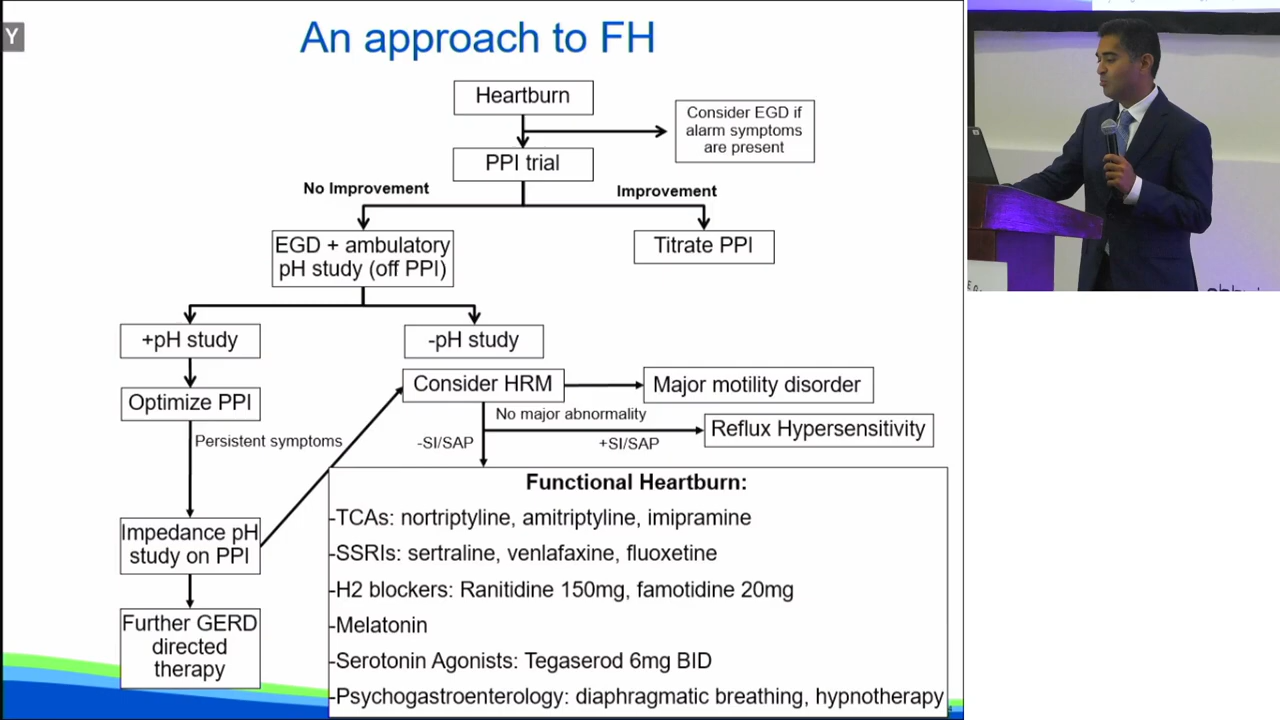 Y
An approach to FH
Heartburn
Consider EGD if
alarm symptoms
are present
PPI trial
No Improvement
Improvement
EGD + ambulatory
pH study (off PPI)
Titrate PPI
+pH study
-pH study
Consider HRM
Major motility disorder
Optimize PPI
No major abnormality
Reflux Hypersensitivity
Persistent symptoms
-SI/SAP
+SI/SAP
Impedance pH
study on PPI
Further GERD
directed
therapy
Functional Heartburn:
-TCAs: nortriptyline, amitriptyline, imipramine
-SSRIs: sertraline, venlafaxine, fluoxetine
-H2 blockers: Ranitidine 150mg, famotidine 20mg
-Melatonin
-Serotonin Agonists: Tegaserod 6mg BID
-Psychogastroenterology: diaphragmatic breathing, hypnotherapy